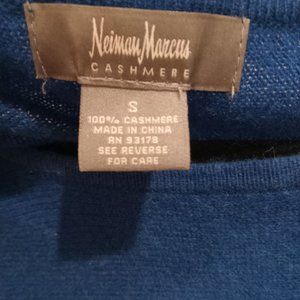 Neiman Marcus
CASHMERE
S
100% CASHMERE
MADE IN CHINA
RN 93178
SEE REVERSE
FOR CARE